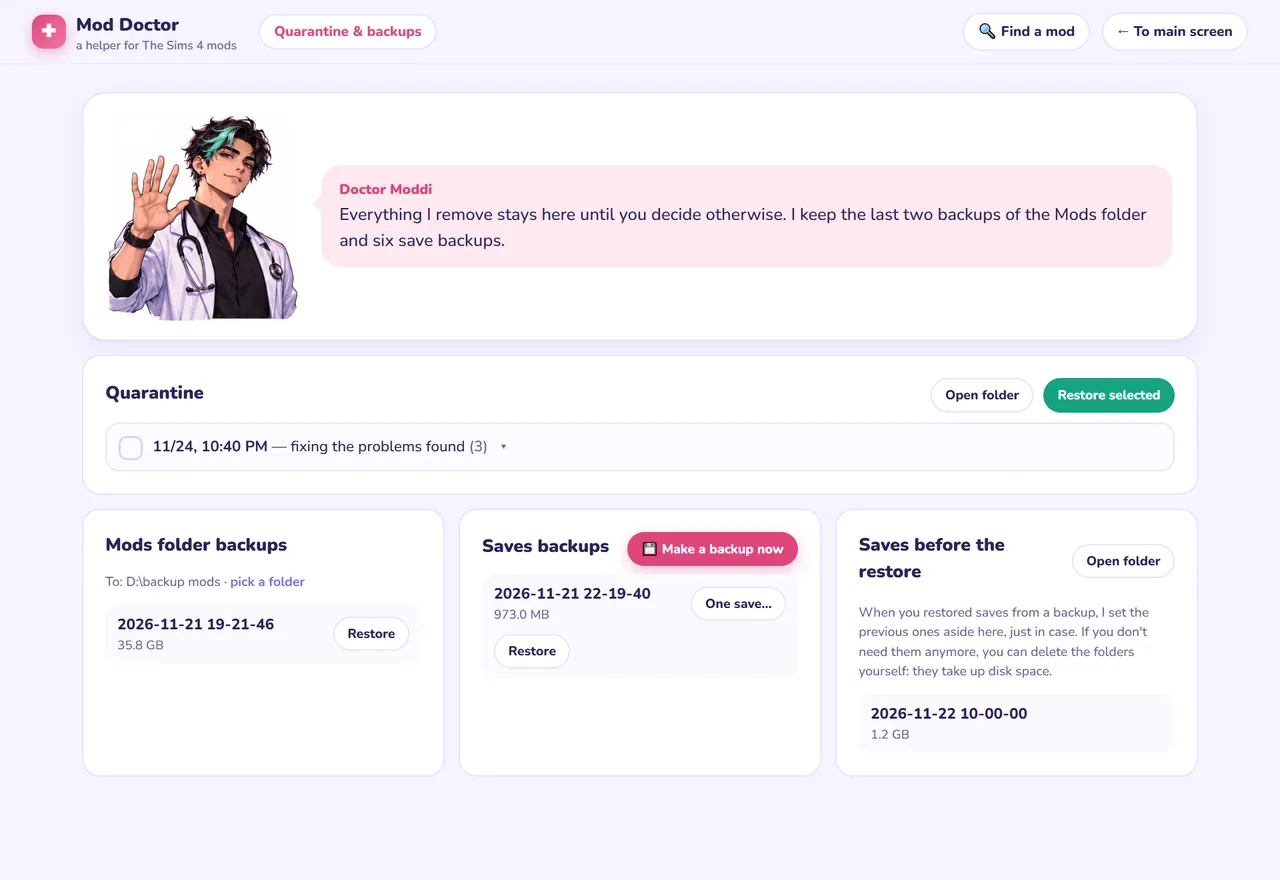 Mod Doctor
a helper for The Sims 4 mods
Quarantine & backups
🔍 Find a mod
← To main screen
Doctor Moddi
Everything I remove stays here until you decide otherwise. I keep the last two backups of the Mods folder
and six save backups.
Quarantine
Open folder
Restore selected
11/24, 10:40 PM — fixing the problems found (3) ▾
Mods folder backups
To: D:\backup mods · pick a folder
2026-11-21 19-21-46
35.8 GB
Restore
Saves backups
💾 Make a backup now
2026-11-21 22-19-40
973.0 MB
One save...
Restore
Saves before the
restore
Open folder
When you restored saves from a backup, I set the
previous ones aside here, just in case. If you don't
need them anymore, you can delete the folders
yourself: they take up disk space.
2026-11-22 10-00-00
1.2 GB